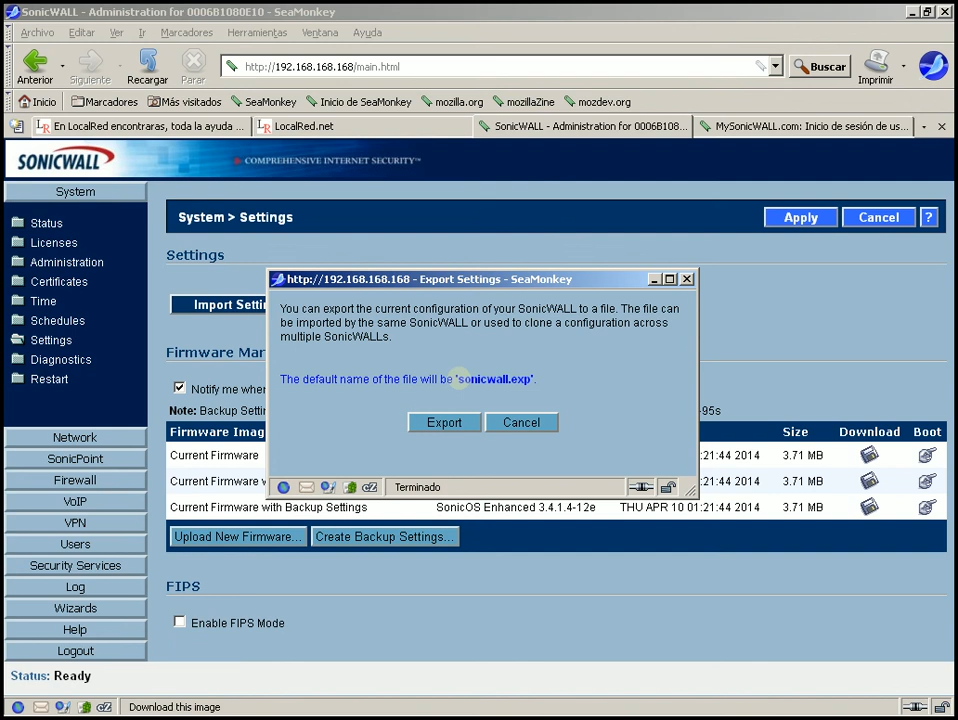 SonicWALL - Administration for 0006B1080E10 - SeaMonkey
Archivo Editar Ver Ir Marcadores Herramientas Ventana Ayuda
Anterior Siguiente Recargar Parar http://192.168.168.168/main.html Buscar Imprimir
Inicio Marcadores Más visitados SeaMonkey Inicio de SeaMonkey mozilla.org mozillaZine mozdev.org
En LocalRed encontraras, toda la ayuda ... LocalRed.net SonicWALL - Administration for 0006B108... MySonicWALL.com: Inicio de sesión de us...
SONICWALL COMPREHENSIVE INTERNET SECURITY™
System
Status
Licenses
Administration
Certificates
Time
Schedules
Settings
Diagnostics
Restart
Network
SonicPoint
Firewall
VoIP
VPN
Users
Security Services
Log
Wizards
Help
Logout
System > Settings Apply Cancel ?
Settings
Import Setti
http://192.168.168.168 - Export Settings - SeaMonkey
You can export the current configuration of your SonicWALL to a file. The file can
be imported by the same SonicWALL or used to clone a configuration across
multiple SonicWALLs.
The default name of the file will be 'sonicwall.exp'.
Export Cancel
Terminado
Firmware Mar
Notify me wher
Note: Backup Settin -95s
Firmware Imag Size Download Boot
Current Firmware :21:44 2014 3.71 MB
Current Firmware w :21:44 2014 3.71 MB
Current Firmware with Backup Settings SonicOS Enhanced 3.4.1.4-12e THU APR 10 01:21:44 2014 3.71 MB
Upload New Firmware... Create Backup Settings...
FIPS
Enable FIPS Mode
Status: Ready
Download this image